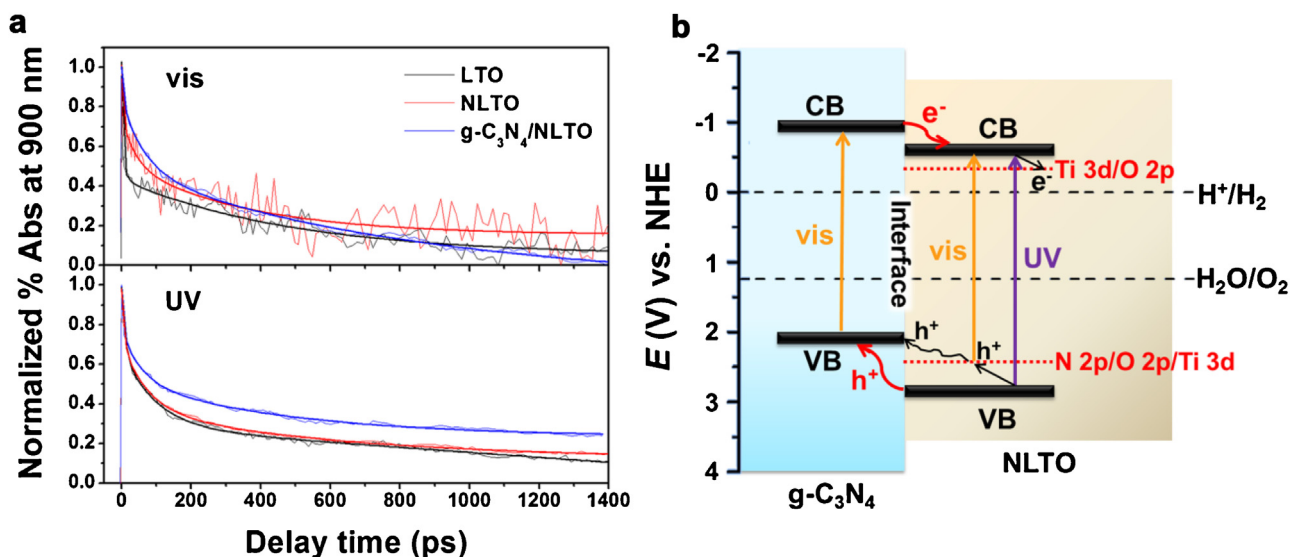 a
vis
LTO
NLTO
g-C₃N₄/NLTO
1.0
0.8
0.6
0.4
0.2
0.0
UV
1.0
0.8
0.6
0.4
0.2
0.0
0 200 400 600 800 1000 1200 1400
Delay time (ps)
Normalized % Abs at 900 nm
b
E (V) vs. NHE
-2
-1
0
1
2
3
4
CB
e⁻
CB
e⁻ Ti 3d/O 2p
H⁺/H₂
vis
Interface
vis
UV
H₂O/O₂
VB
h⁺
h⁺
h⁺
N 2p/O 2p/Ti 3d
VB
g-C₃N₄
NLTO